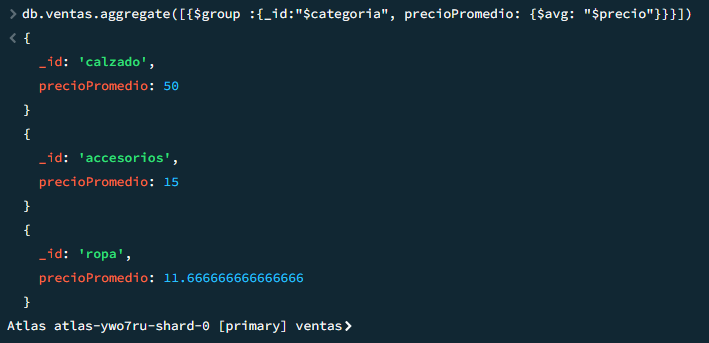 > db.ventas.aggregate([{$group :{_id:"$categoria", precioPromedio: {$avg: "$precio"}}}])
< {
_id: 'calzado',
precioPromedio: 50
}
{
_id: 'accesorios',
precioPromedio: 15
}
{
_id: 'ropa',
precioPromedio: 11.666666666666666
}
Atlas atlas-ywo7ru-shard-0 [primary] ventas>